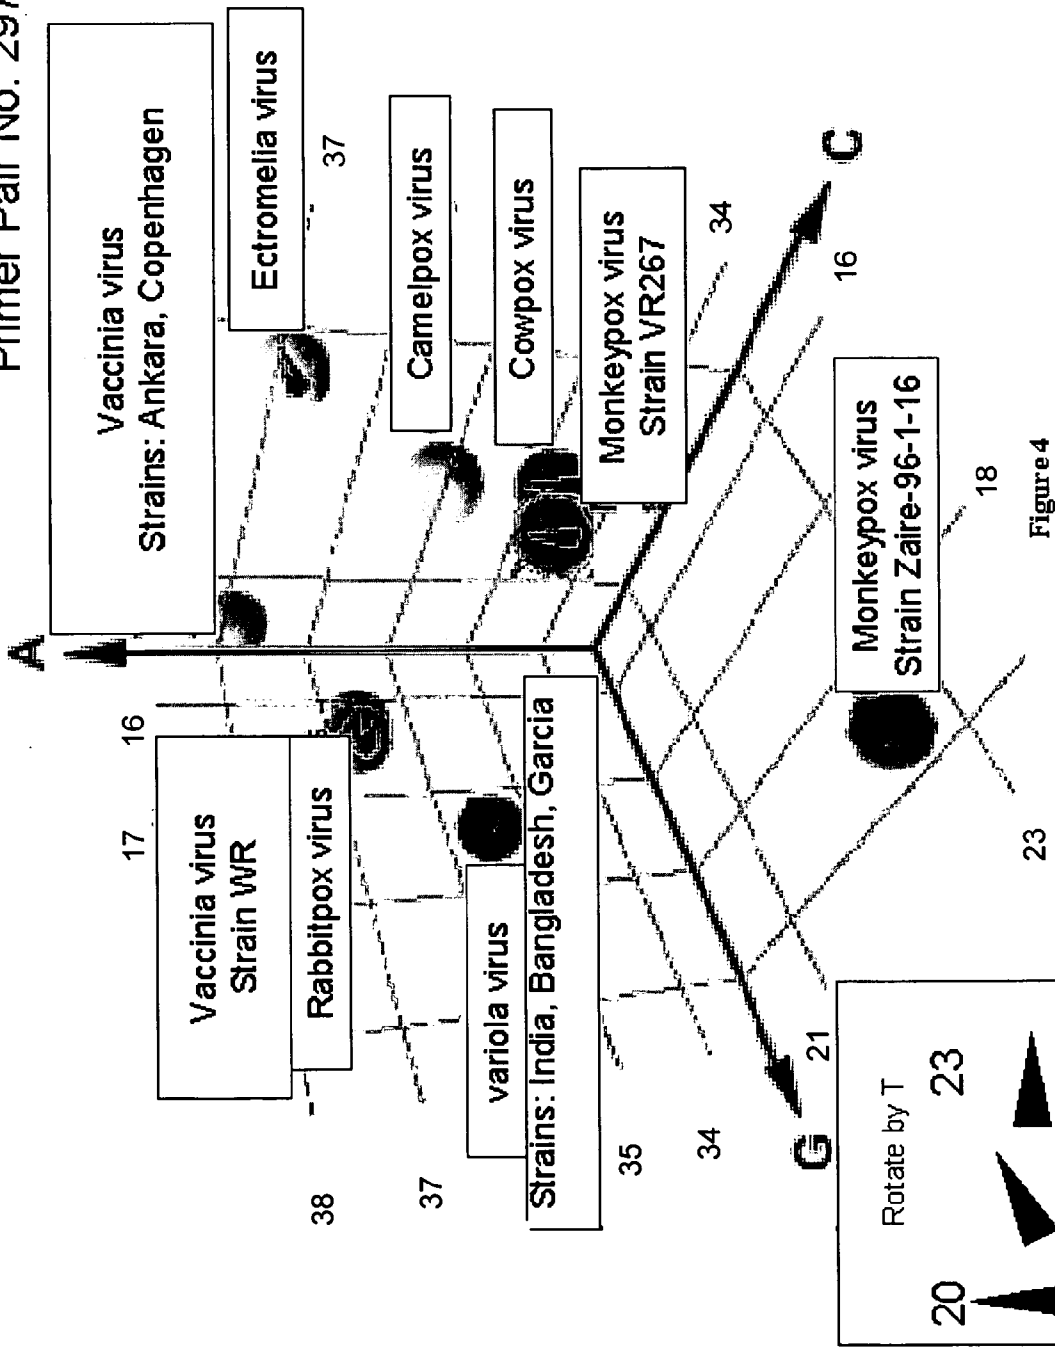 Primer Pair No. 297
A
Vaccinia virus
Strains: Ankara, Copenhagen
Ectromelia virus
37
Camelpox virus
Cowpox virus
Monkeypox virus
Strain VR267
34
C
16
17
16
Vaccinia virus
Strain WR
Rabbitpox virus
variola virus
Strains: India, Bangladesh, Garcia
38
37
35
34
G
21
Monkeypox virus
Strain Zaire-96-1-16
18
23
Rotate by T
20
23
Figure 4